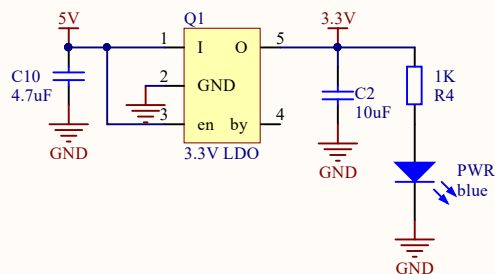 5V
Q1
3.3V
1
I
O
5
C10
4.7uF
2
GND
1K
R4
C2
10uF
3
en
by
4
GND
3.3V LDO
PWR
blue
GND
GND